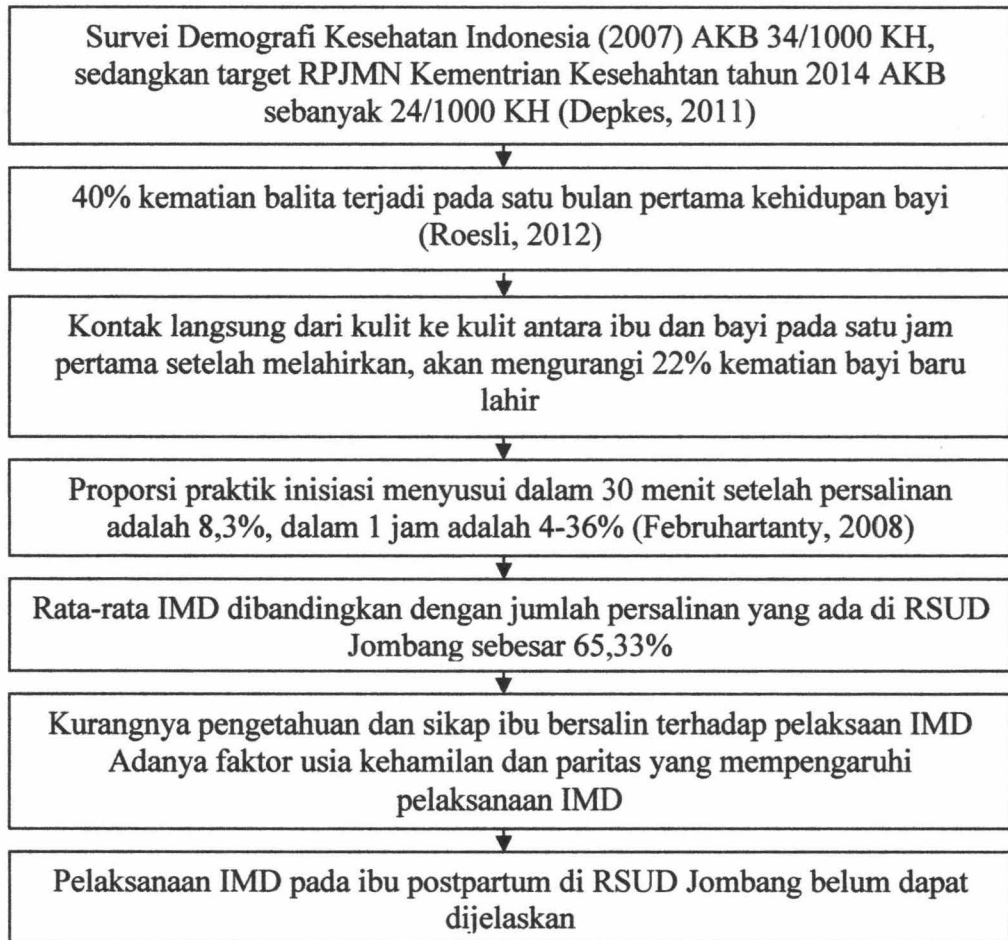 Survei Demografi Kesehatan Indonesia (2007) AKB 34/1000 KH,
sedangkan target RPJMN Kementrian Kesehahtan tahun 2014 AKB
sebanyak 24/1000 KH (Depkes, 2011)
40% kematian balita terjadi pada satu bulan pertama kehidupan bayi
(Roesli, 2012)
Kontak langsung dari kulit ke kulit antara ibu dan bayi pada satu jam
pertama setelah melahirkan, akan mengurangi 22% kematian bayi baru
lahir
Proporsi praktik inisiasi menyusui dalam 30 menit setelah persalinan
adalah 8,3%, dalam 1 jam adalah 4-36% (Februhartanty, 2008)
Rata-rata IMD dibandingkan dengan jumlah persalinan yang ada di RSUD
Jombang sebesar 65,33%
Kurangnya pengetahuan dan sikap ibu bersalin terhadap pelaksaan IMD
Adanya faktor usia kehamilan dan paritas yang mempengaruhi
pelaksanaan IMD
Pelaksanaan IMD pada ibu postpartum di RSUD Jombang belum dapat
dijelaskan